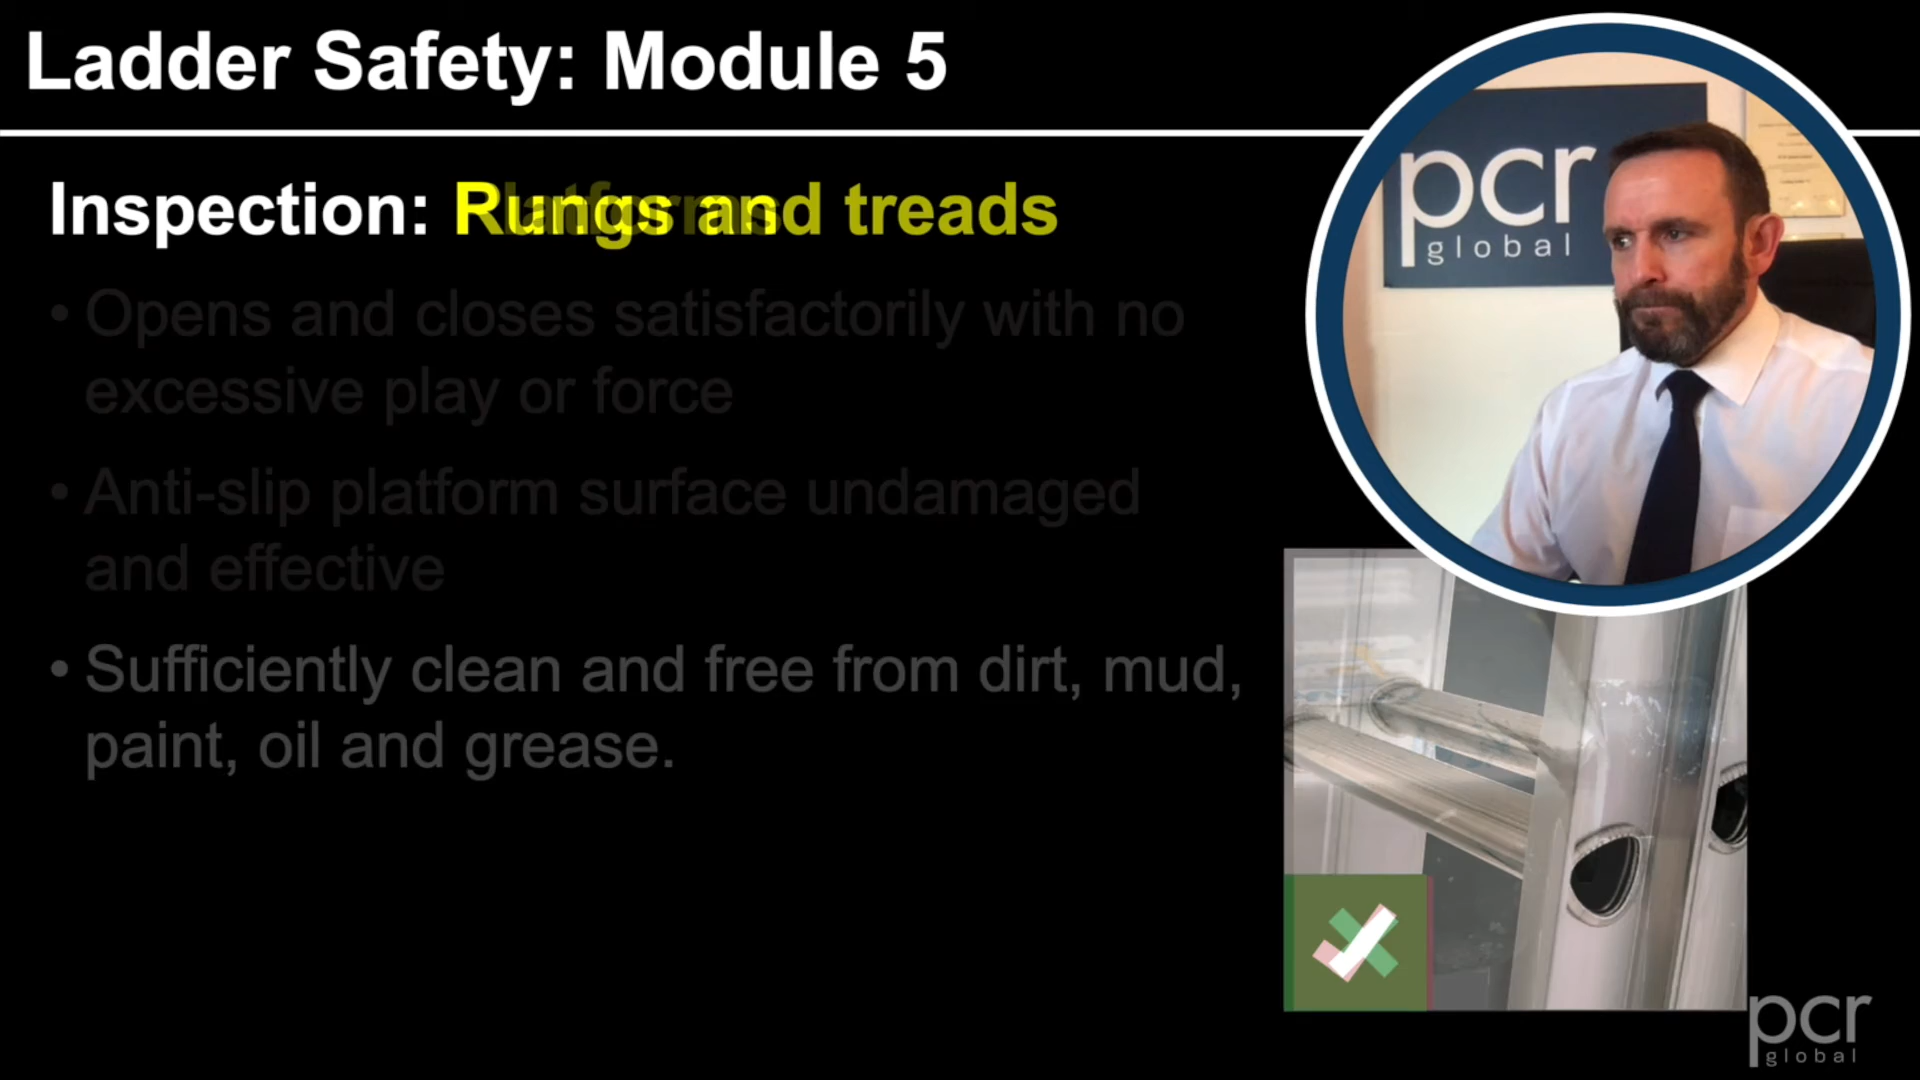 Ladder Safety: Module 5
Inspection: Rungs and treads
Platforms
• Opens and closes satisfactorily with no
excessive play or force
• Anti-slip platform surface undamaged
and effective
• Sufficiently clean and free from dirt, mud,
paint, oil and grease.
pcr
global
pcr
global